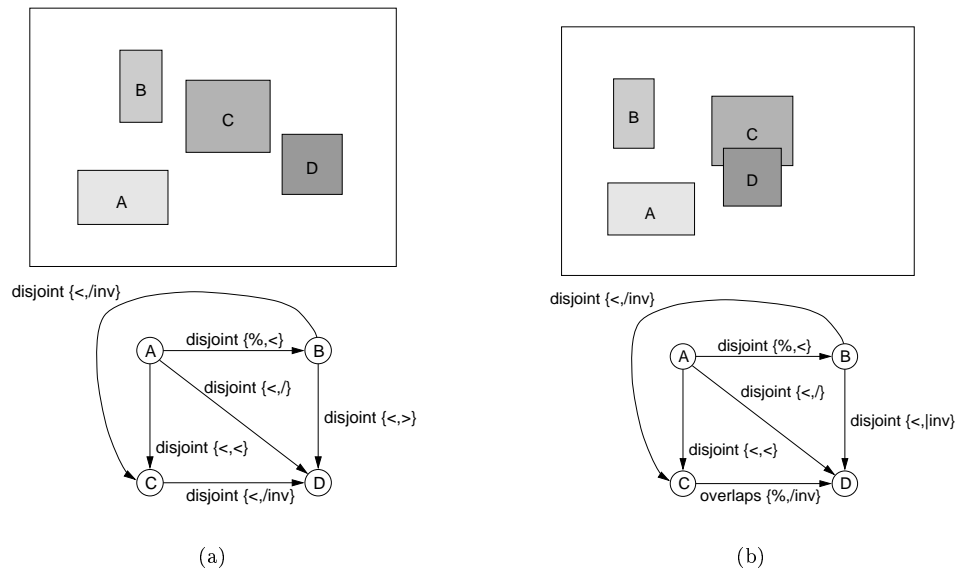 B
C
D
A
disjoint {<,/inv}
A
disjoint {%,<}
B
disjoint {<,/}
disjoint {<,>}
disjoint {<,<}
C
disjoint {<,/inv}
D
(a)
B
C
D
A
disjoint {<,/inv}
A
disjoint {%,<}
B
disjoint {<,/}
disjoint {<,|inv}
disjoint {<,<}
C
overlaps {%,/inv}
D
(b)